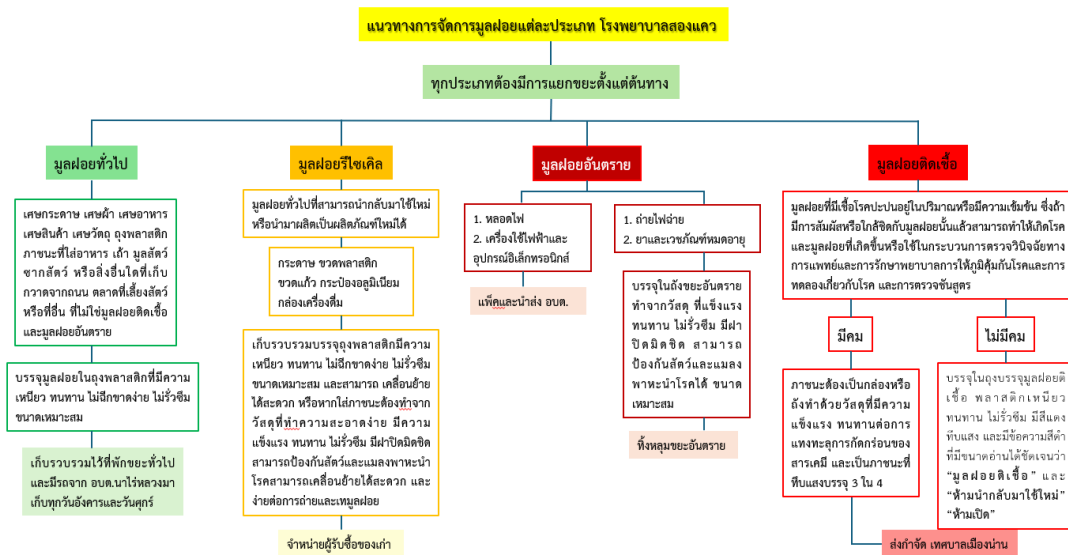 แนวทางการจัดการมูลฝอยแต่ละประเภท โรงพยาบาลสองแคว
ทุกประเภทต้องมีการแยกขยะตั้งแต่ต้นทาง
มูลฝอยทั่วไป
เศษกระดาษ เศษผ้า เศษอาหาร
เศษสินค้า เศษวัตถุ ถุงพลาสติก
ภาชนะที่ใส่อาหาร เถ้า มูลสัตว์
ซากสัตว์ หรือสิ่งอื่นใดที่เก็บ
กวาดจากถนน ตลาดที่เลี้ยงสัตว์
หรือที่อื่น ที่ไม่ใช่มูลฝอยติดเชื้อ
และมูลฝอยอันตราย
บรรจุมูลฝอยในถุงพลาสติกที่มีความ
เหนียว ทนทาน ไม่ฉีกขาดง่าย ไม่รั่วซึม
ขนาดเหมาะสม
เก็บรวบรวมไว้ที่พักขยะทั่วไป
และมีรถจาก อบต.นาไร่หลวงมา
เก็บทุกวันอังคารและวันศุกร์
มูลฝอยรีไซเคิล
มูลฝอยทั่วไปที่สามารถนำกลับมาใช้ใหม่
หรือนำมาผลิตเป็นผลิตภัณฑ์ใหม่ได้
กระดาษ ขวดพลาสติก
ขวดแก้ว กระป๋องอลูมิเนียม
กล่องเครื่องดื่ม
เก็บรวบรวมบรรจุถุงพลาสติกมีความ
เหนียว ทนทาน ไม่ฉีกขาดง่าย ไม่รั่วซึม
ขนาดเหมาะสม และสามารถ เคลื่อนย้าย
ได้สะดวก หรือหากใส่ภาชนะต้องทำจาก
วัสดุที่ทำความสะอาดง่าย มีความ
แข็งแรง ทนทาน ไม่รั่วซึม มีฝาปิดมิดชิด
สามารถป้องกันสัตว์และแมลงพาหะนำ
โรคสามารถเคลื่อนย้ายได้สะดวก และ
ง่ายต่อการถ่ายและเทมูลฝอย
จำหน่ายผู้รับซื้อของเก่า
มูลฝอยอันตราย
1. หลอดไฟ
2. เครื่องใช้ไฟฟ้าและ
อุปกรณ์อิเล็กทรอนิกส์
แพ็คและนำส่ง อบต.
1. ถ่ายไฟฉาย
2. ยาและเวชภัณฑ์หมดอายุ
บรรจุในถังขยะอันตราย
ทำจากวัสดุ ที่แข็งแรง
ทนทาน ไม่รั่วซึม มีฝา
ปิดมิดชิด สามารถ
ป้องกันสัตว์และแมลง
พาหะนำโรคได้ ขนาด
เหมาะสม
ทิ้งหลุมขยะอันตราย
มูลฝอยติดเชื้อ
มูลฝอยที่มีเชื้อโรคปะปนอยู่ในปริมาณหรือมีความเข้มข้น ซึ่งถ้า
มีการสัมผัสหรือใกล้ชิดกับมูลฝอยนั้นแล้วสามารถทำให้เกิดโรค
และมูลฝอยที่เกิดขึ้นหรือใช้ในกระบวนการตรวจวินิจฉัยทาง
การแพทย์และการรักษาพยาบาลการให้ภูมิคุ้มกันโรคและการ
ทดลองเกี่ยวกับโรค และการตรวจชันสูตร
มีคม
ภาชนะต้องเป็นกล่องหรือ
ถังทำด้วยวัสดุที่มีความ
แข็งแรง ทนทานต่อการ
แทงทะลุการกัดกร่อนของ
สารเคมี และเป็นภาชนะที่
ทึบแสงบรรจุ 3 ใน 4
ไม่มีคม
บรรจุในถุงบรรจุมูลฝอยติ
เชื้อ พลาสติกเหนียว
ทนทาน ไม่รั่วซึม มีสีแดง
ทึบแสง และมีข้อความสีดำ
ที่มีขนาดอ่านได้ชัดเจนว่า
“มูลฝอยติดเชื้อ” และ
“ห้ามนำกลับมาใช้ใหม่”
“ห้ามเปิด”
ส่งกำจัด เทศบาลเมืองน่าน